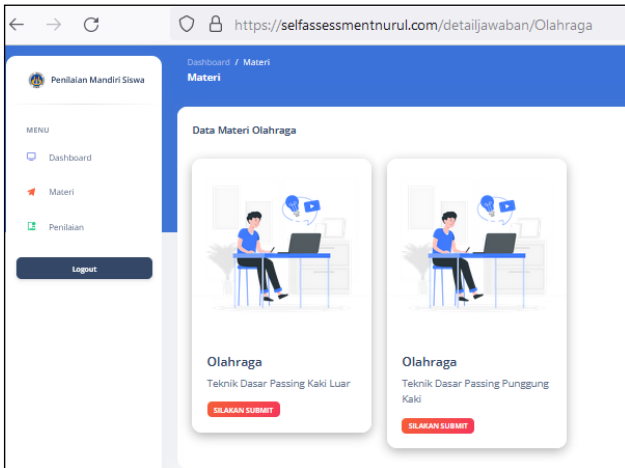 https://selfassessmentnurul.com/detailjawaban/Olahraga
Penilaian Mandiri Siswa
MENU
Dashboard
Materi
Penilaian
Logout
Dashboard / Materi
Materi
Data Materi Olahraga
Olahraga
Teknik Dasar Passing Kaki Luar
SILAKAN SUBMIT
Olahraga
Teknik Dasar Passing Punggung
Kaki
SILAKAN SUBMIT